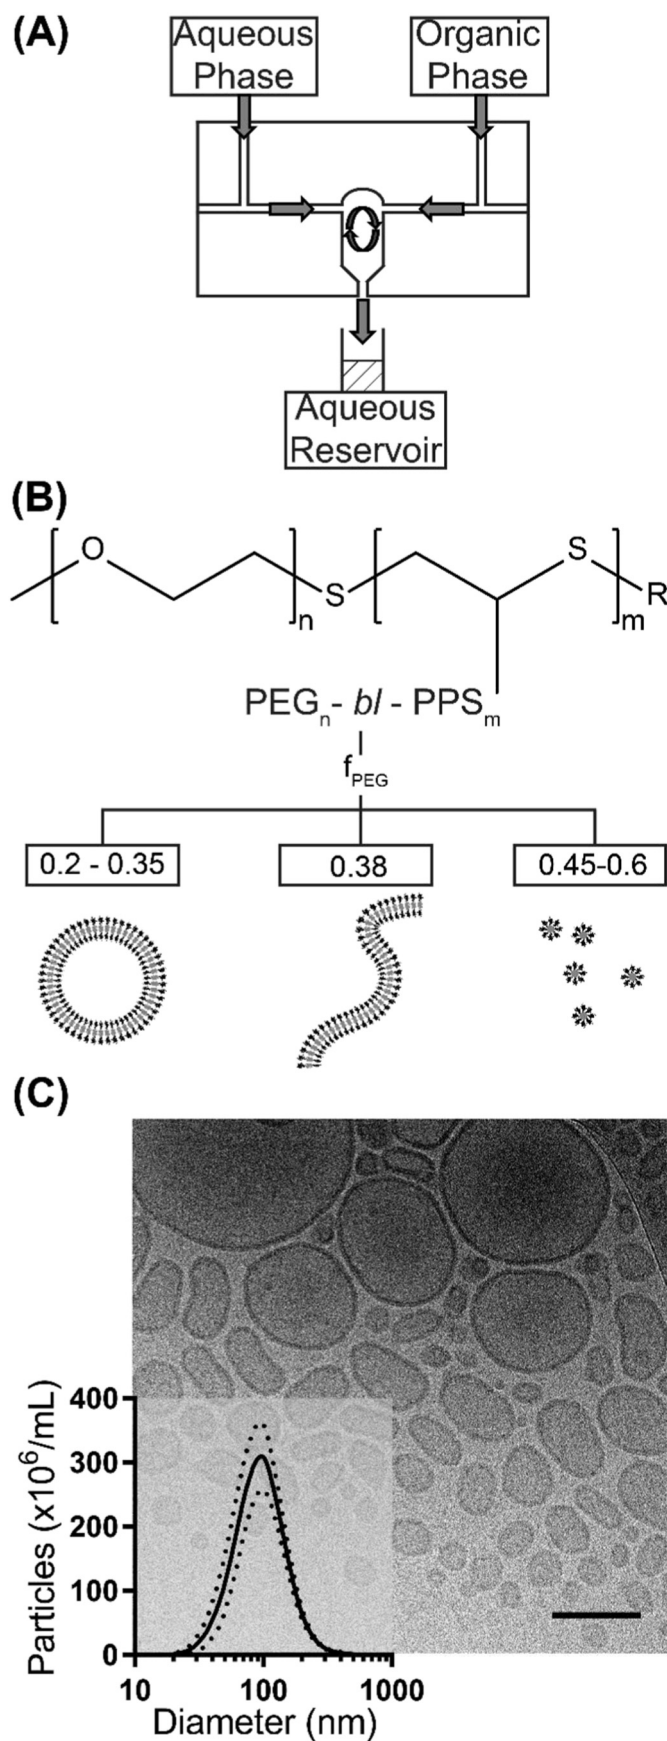 (A)
Aqueous
Phase
Organic
Phase
Aqueous
Reservoir
(B)
O
S
S
R
n
m
PEGn- bl - PPSm
fPEG
0.2 - 0.35
0.38
0.45-0.6
(C)
Particles (x10⁶/mL)
400
300
200
100
0
10
100
1000
Diameter (nm)